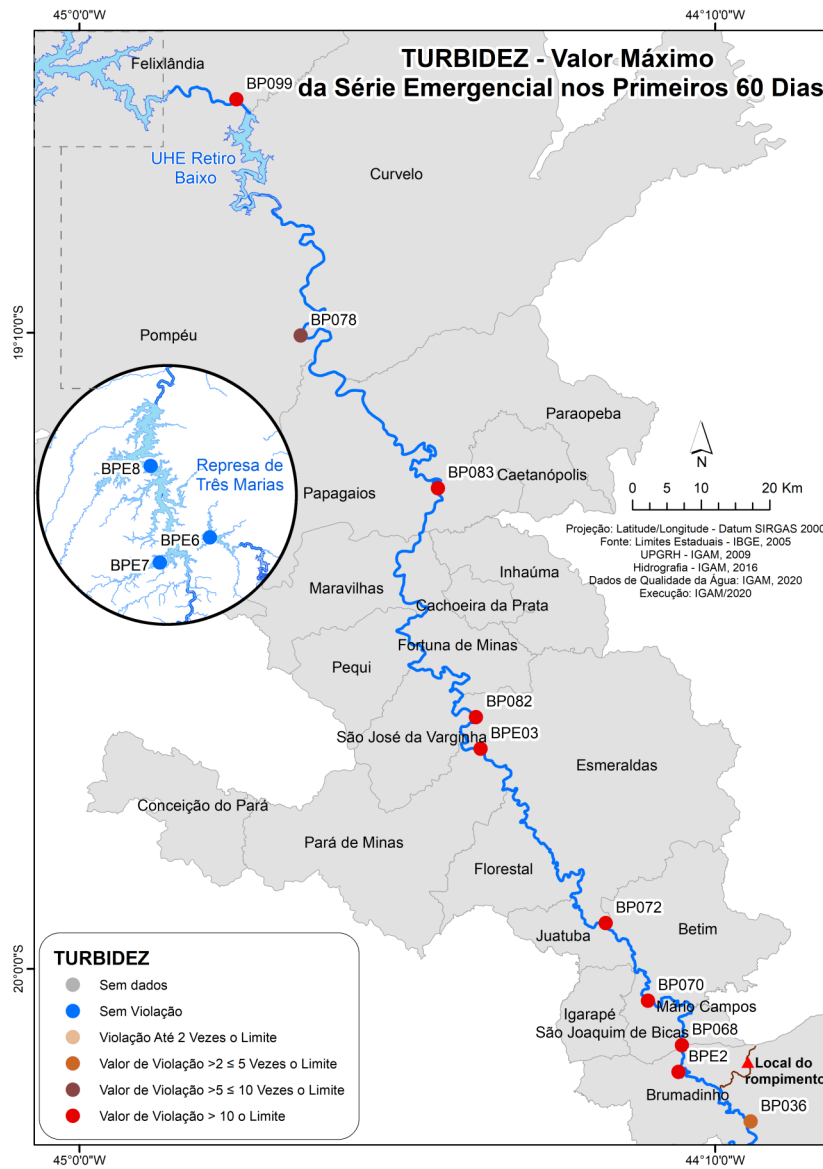 45°0'0"W
44°10'0"W
TURBIDEZ - Valor Máximo
da Série Emergencial nos Primeiros 60 Dias
Felixlândia
BP099
UHE Retiro
Baixo
Curvelo
BP078
19°10'0"S
Pompéu
Paraopeba
BPE8
Represa de
Três Marias
BP083
Caetanópolis
N
Papagaios
0 5 10 20 Km
BPE6
BPE7
Projeção: Latitude/Longitude - Datum SIRGAS 2000
Fonte: Limites Estaduais - IBGE, 2005
UPGRH - IGAM, 2009
Hidrografia - IGAM, 2016
Dados de Qualidade da Água: IGAM, 2020
Execução: IGAM/2020
Inhaúma
Maravilhas
Cachoeira da Prata
Fortuna de Minas
Pequi
BP082
São José da Varginha
BPE03
Esmeraldas
Conceição do Pará
Pará de Minas
Florestal
BP072
Juatuba
Betim
20°0'0"S
BP070
Mário Campos
Igarapé
São Joaquim de Bicas
BP068
BPE2
Local do
rompimento
Brumadinho
BP036
TURBIDEZ
Sem dados
Sem Violação
Violação Até 2 Vezes o Limite
Valor de Violação >2 ≤ 5 Vezes o Limite
Valor de Violação >5 ≤ 10 Vezes o Limite
Valor de Violação > 10 o Limite
45°0'0"W
44°10'0"W